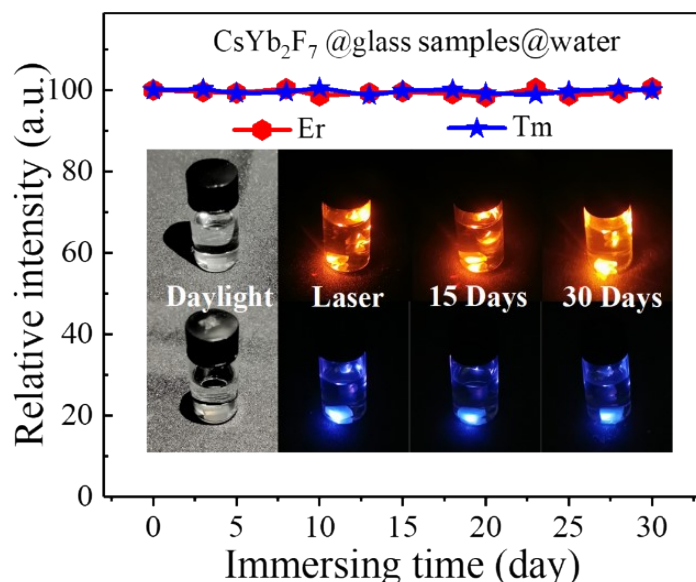 CsYb₂F₇ @glass samples@water
Relative intensity (a.u.)
100
80
60
40
20
0
Er
Tm
Daylight
Laser
15 Days
30 Days
0 5 10 15 20 25 30
Immersing time (day)